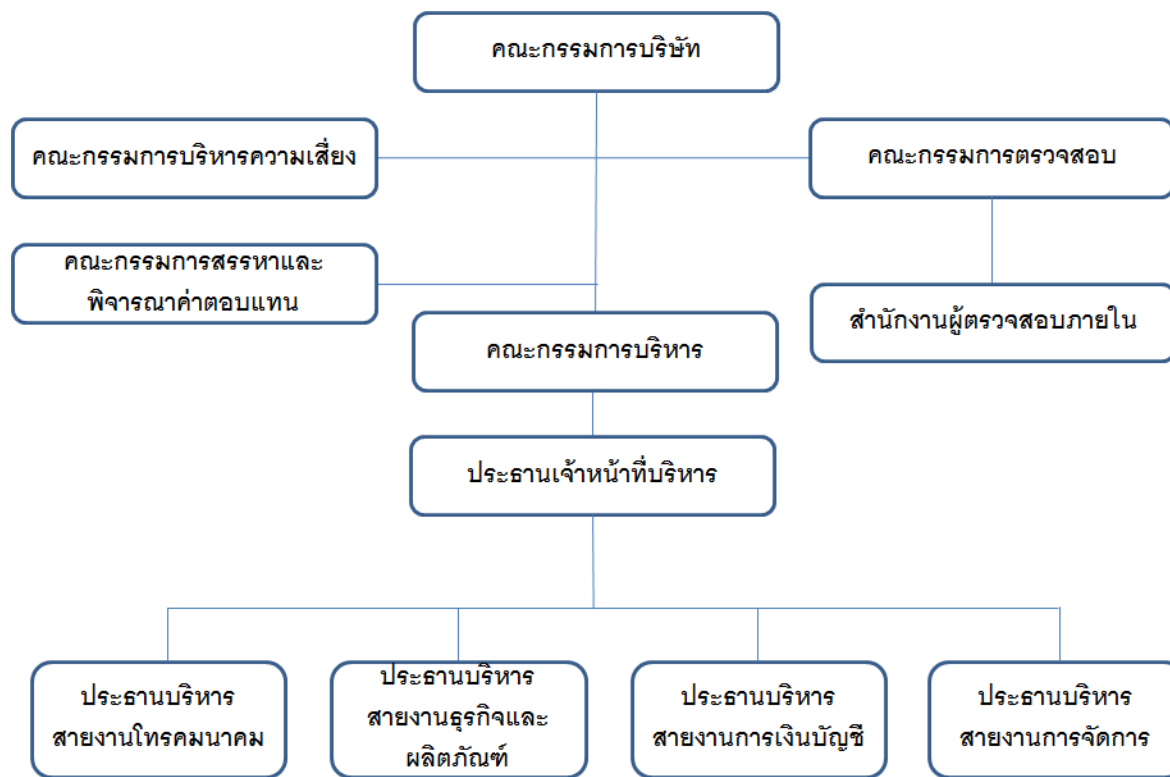 คณะกรรมการบริษัท
คณะกรรมการบริหารความเสี่ยง
คณะกรรมการตรวจสอบ
คณะกรรมการสรรหาและ
พิจารณาค่าตอบแทน
สำนักงานผู้ตรวจสอบภายใน
คณะกรรมการบริหาร
ประธานเจ้าหน้าที่บริหาร
ประธานบริหาร
สายงานโทรคมนาคม
ประธานบริหาร
สายงานธุรกิจและ
ผลิตภัณฑ์
ประธานบริหาร
สายงานการเงินบัญชี
ประธานบริหาร
สายงานการจัดการ